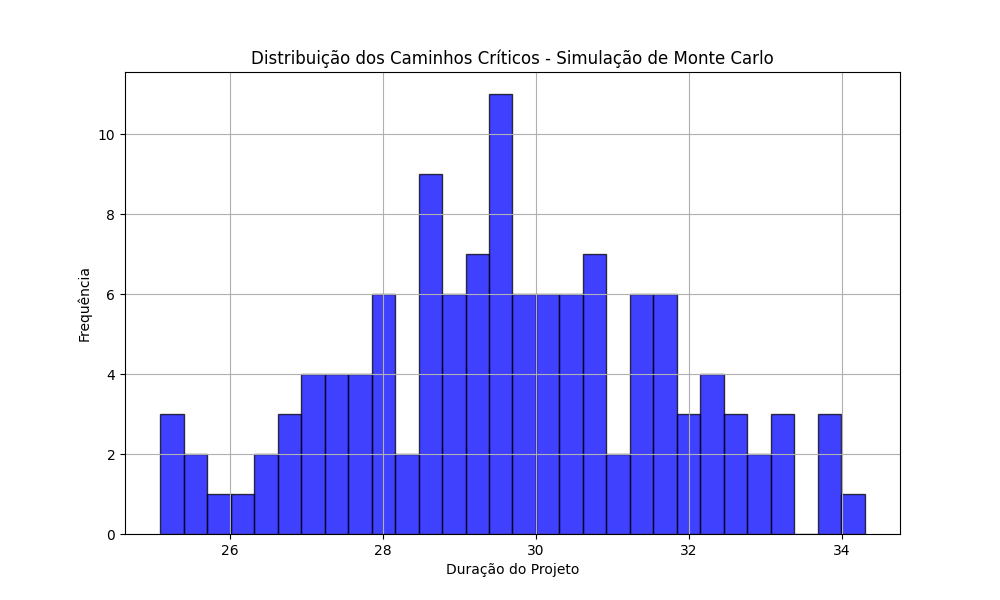 Distribuição dos Caminhos Críticos - Simulação de Monte Carlo
10
8
6
4
2
0
Frequência
26 28 30 32 34
Duração do Projeto